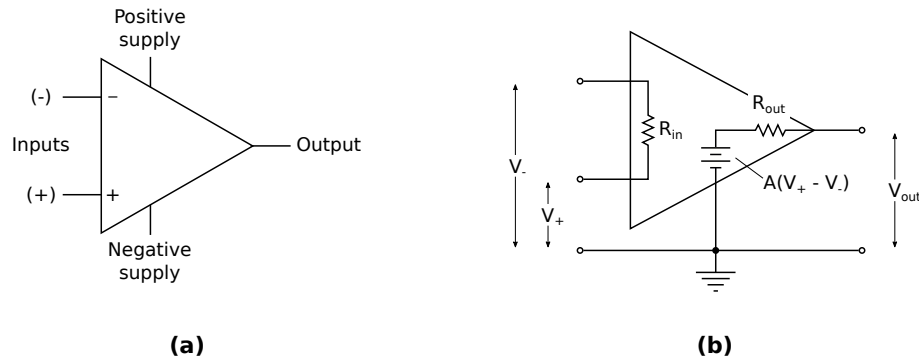 Positive
supply
(-)
−
Inputs
Output
(+)
+
Negative
supply
(a)
V-
V+
Rin
Rout
A(V+ - V-)
Vout
(b)